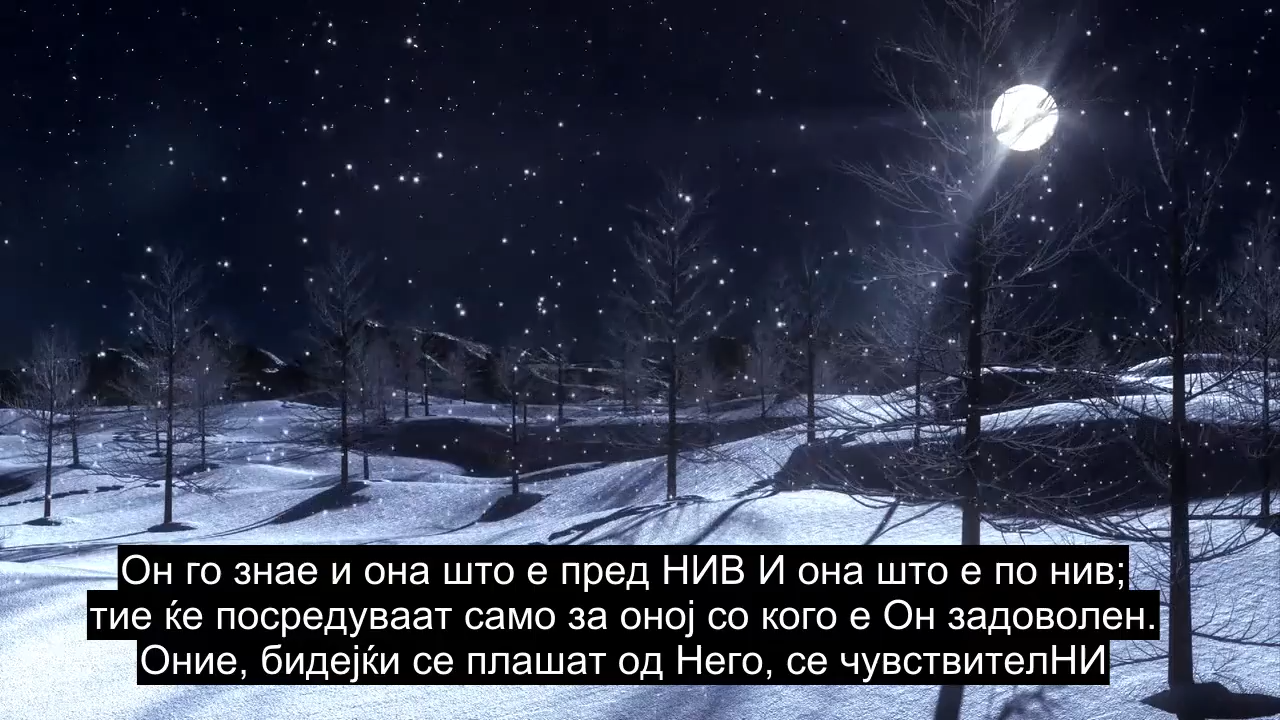 Он го знае и она што е пред НИВ И она што е по нив;
тие ќе посредуваат само за оној со кого е Он задоволен.
Оние, бидејќи се плашат од Него, се чувствителНИ